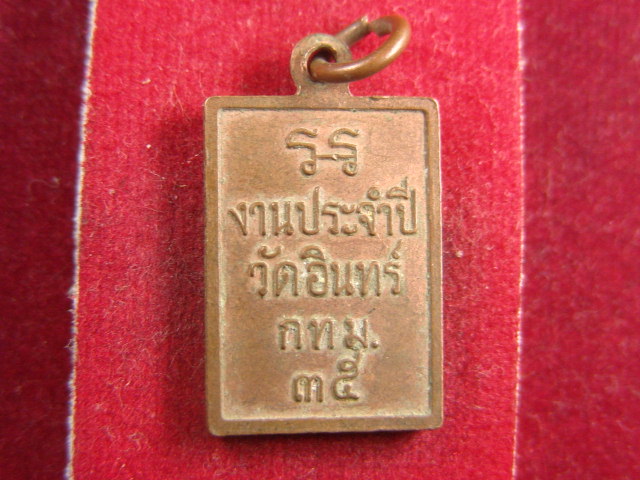 ร-ร
งานประจำปี
วัดอินทร์
กทม.
๓๕